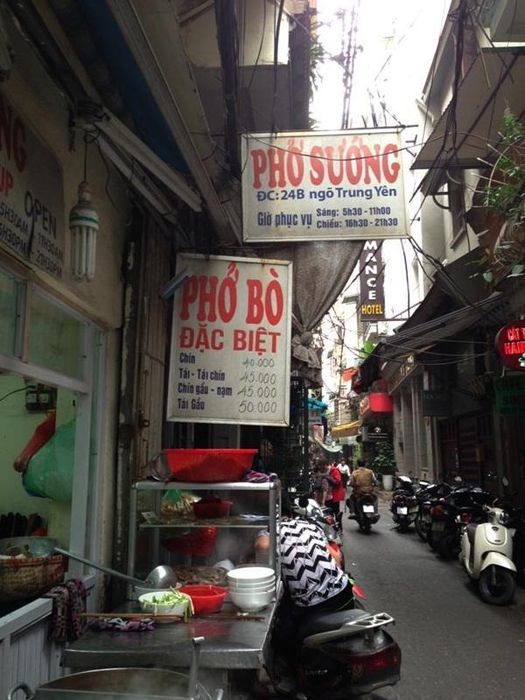 PHỞ SƯỚNG
ĐC: 24B ngõ Trung Yên
Giờ phục vụ
Sáng: 5h30 - 11h00
Chiều: 16h30 - 21h30
PHỞ BÒ
ĐẶC BIỆT
Chín 40.000
Tái - Tái chín 45.000
Chín gầu - nạm 45.000
Tái Gầu 50.000
MANCE
HOTEL
OPEN